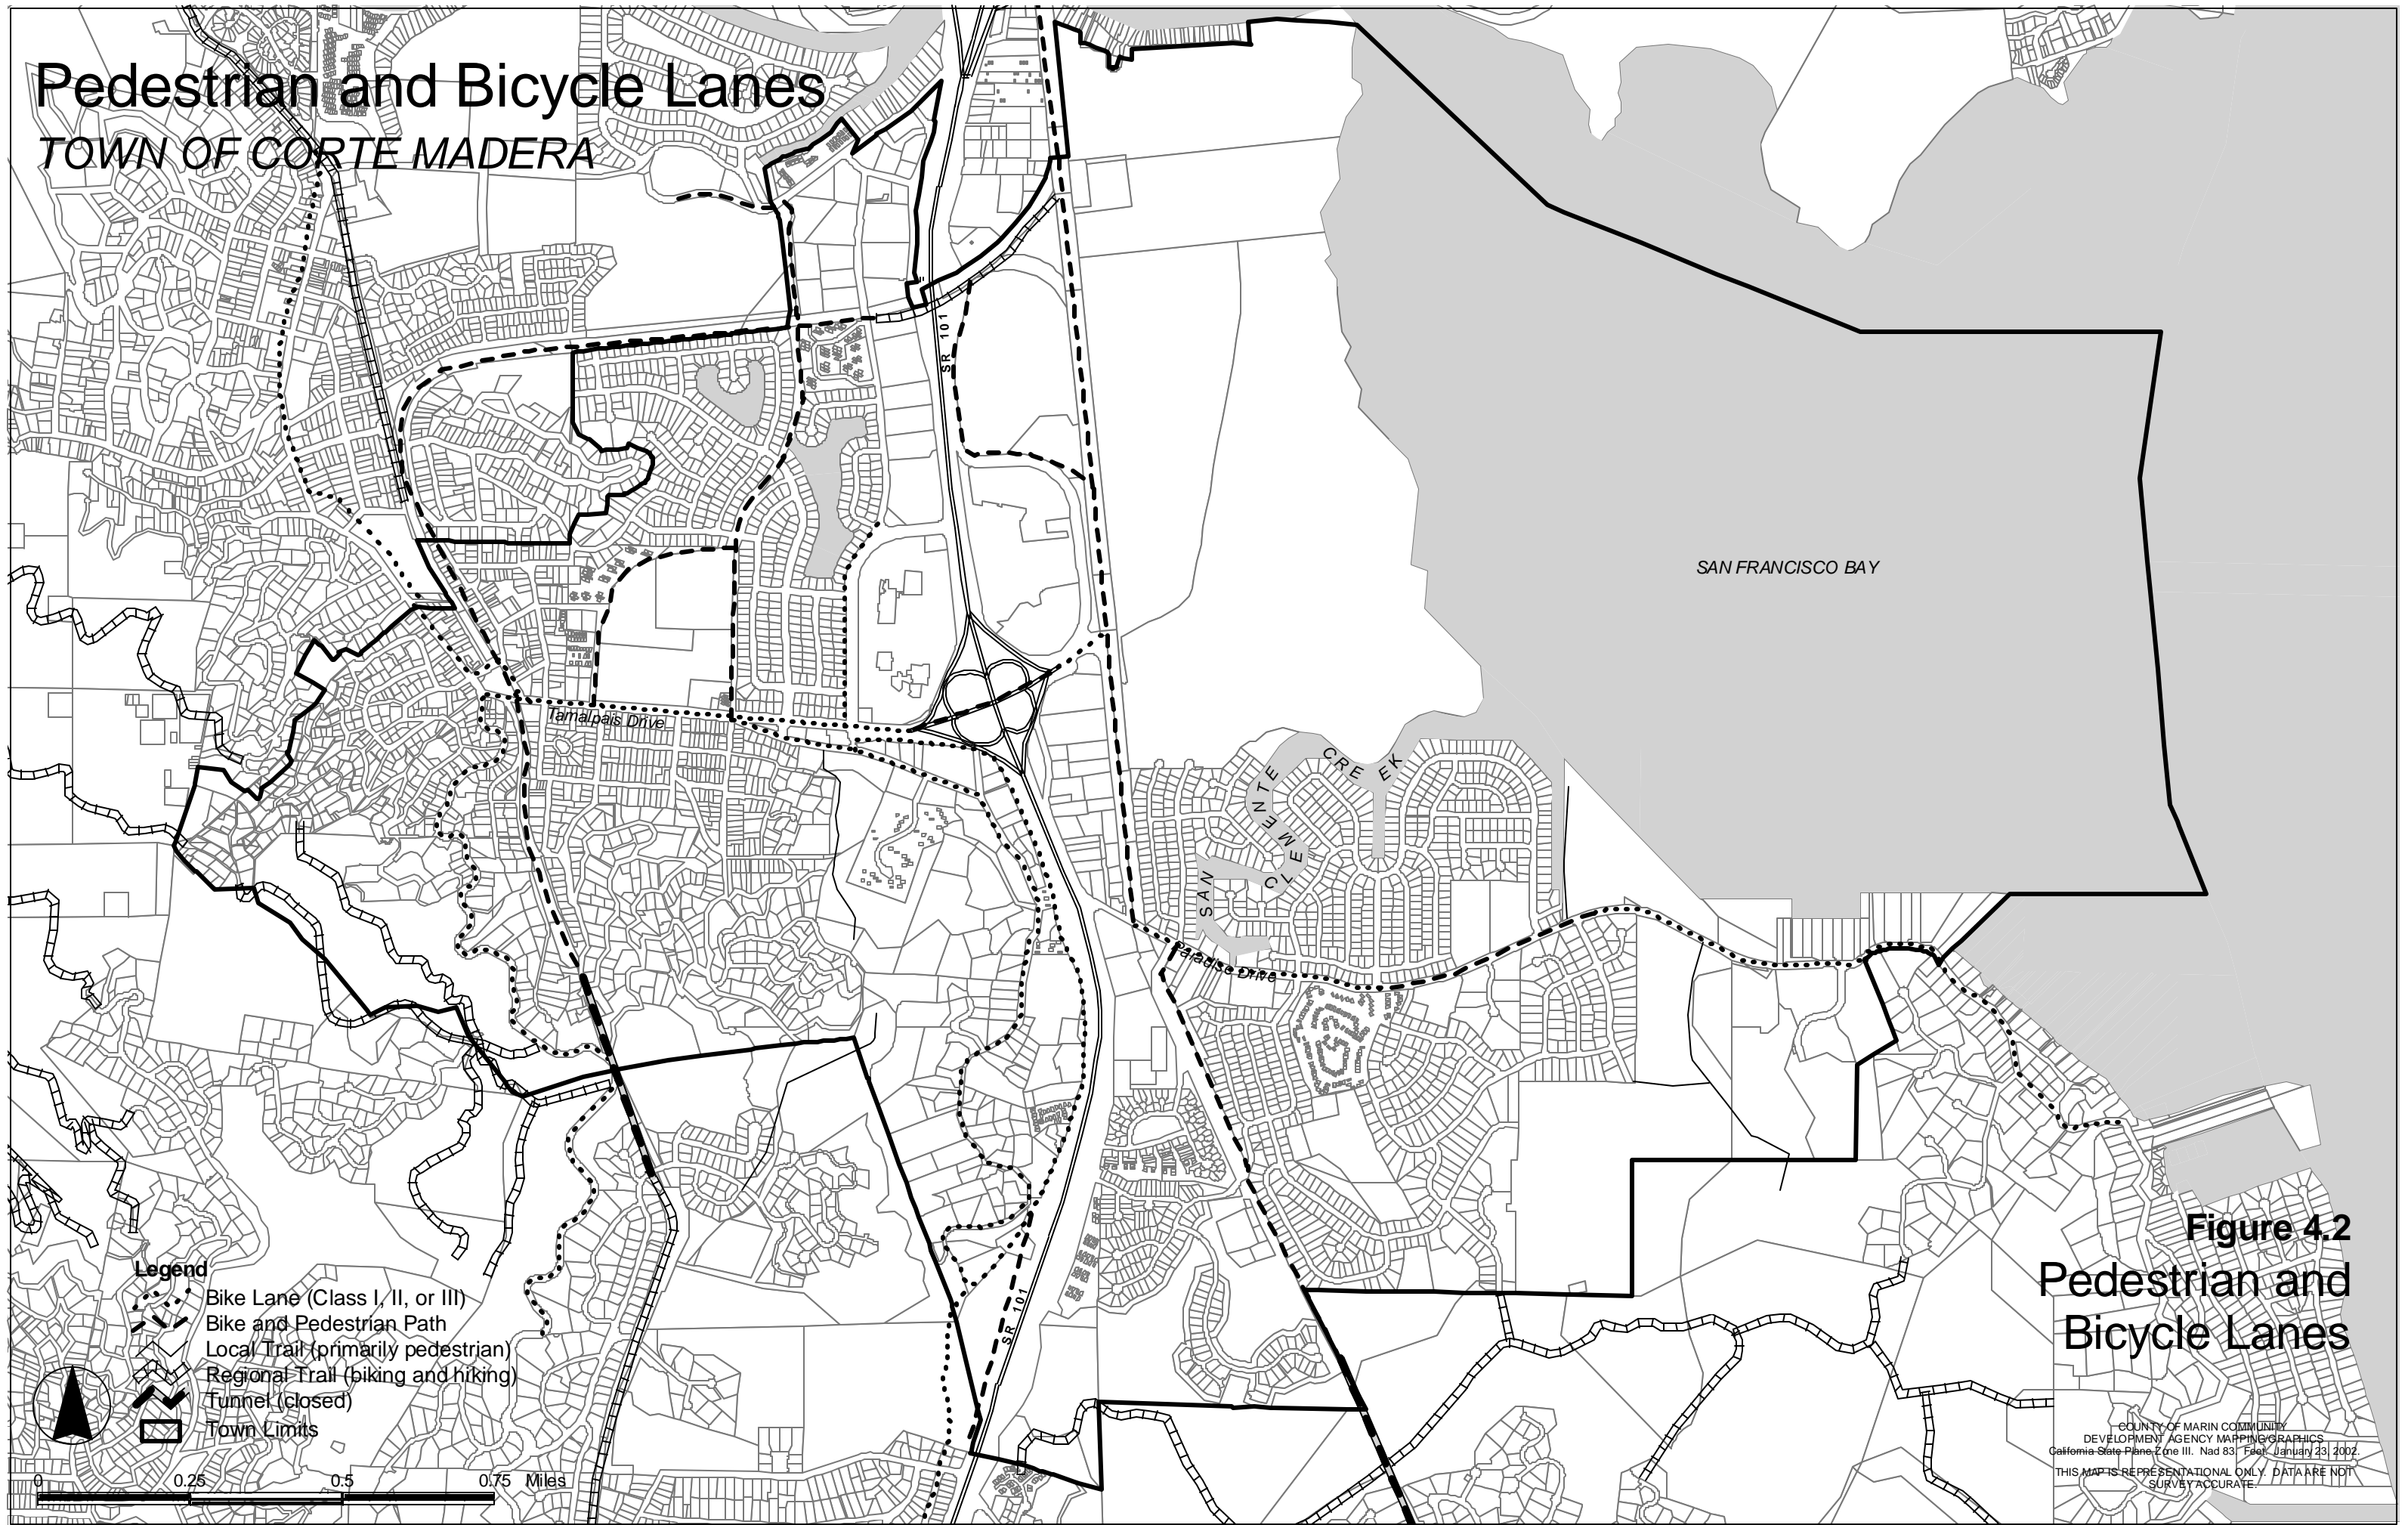 Pedestrian and Bicycle Lanes
TOWN OF CORTE MADERA
SR 101
SAN FRANCISCO BAY
Tamalpais Drive
SAN CLEMENTE CREEK
Paradise Drive
SR 101
Figure 4.2
Pedestrian and
Bicycle Lanes
Legend
Bike Lane (Class I, II, or III)
Bike and Pedestrian Path
Local Trail (primarily pedestrian)
Regional Trail (biking and hiking)
Tunnel (closed)
Town Limits
0 0.25 0.5 0.75 Miles
COUNTY OF MARIN COMMUNITY
DEVELOPMENT AGENCY MAPPING/GRAPHICS
California State Plane Zone III. Nad 83. Feet. January 23, 2002.
THIS MAP IS REPRESENTATIONAL ONLY. DATA ARE NOT
SURVEY ACCURATE.